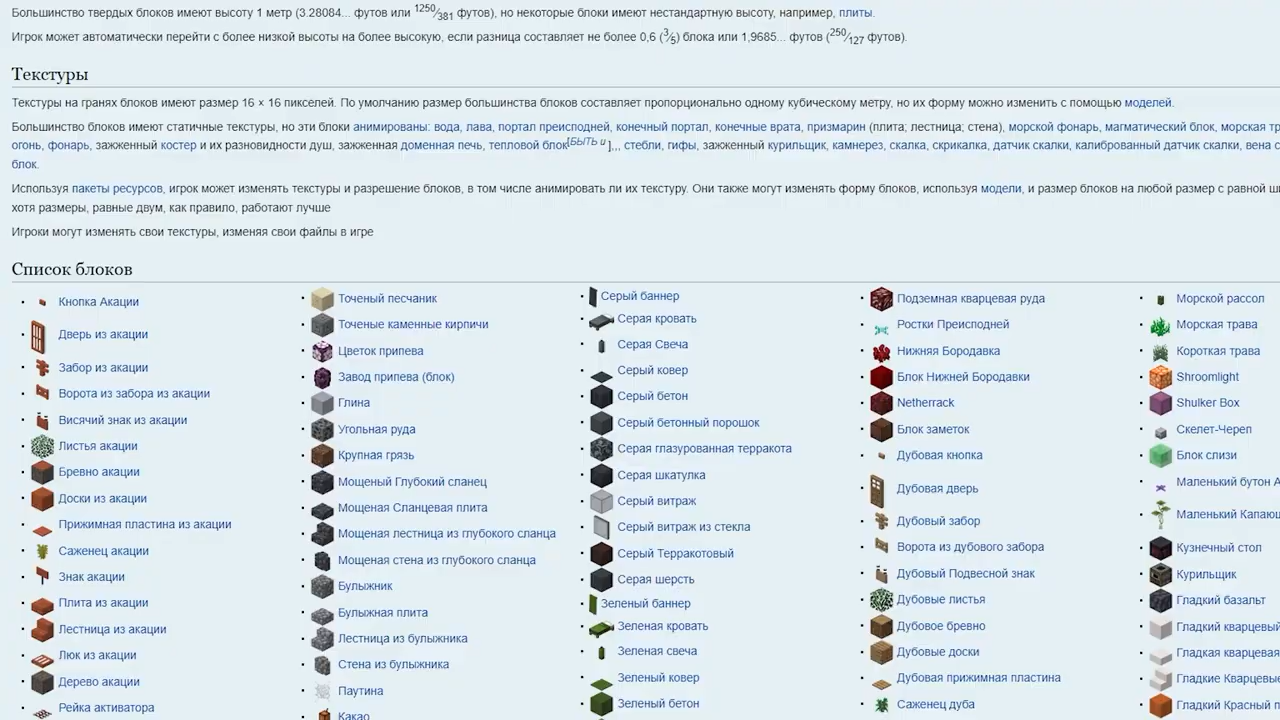 Большинство твердых блоков имеют высоту 1 метр (3.28084... футов или 1250/381 футов), но некоторые блоки имеют нестандартную высоту, например, плиты.
Игрок может автоматически перейти с более низкой высоты на более высокую, если разница составляет не более 0,6 (3/5) блока или 1,9685... футов (250/127 футов).
Текстуры
Текстуры на гранях блоков имеют размер 16 × 16 пикселей. По умолчанию размер большинства блоков составляет пропорционально одному кубическому метру, но их форму можно изменить с помощью моделей.
Большинство блоков имеют статичные текстуры, но эти блоки анимированы: вода, лава, портал преисподней, конечный портал, конечные врата, призмарин (плита; лестница; стена), морской фонарь, магматический блок, морская тр
огонь, фонарь, зажженный костер и их разновидности душ, зажженная доменная печь, тепловой блок[БЫТЬ и ],,, стебли, гифы, зажженный курильщик, камнерез, скалка, скрикалка, датчик скалки, калиброванный датчик скалки, вена с
блок.
Используя пакеты ресурсов, игрок может изменять текстуры и разрешение блоков, в том числе анимировать ли их текстуру. Они также могут изменять форму блоков, используя модели, и размер блоков на любой размер с равной ши
хотя размеры, равные двум, как правило, работают лучше
Игроки могут изменять свои текстуры, изменяя свои файлы в игре
Список блоков
Кнопка Акации
Дверь из акации
Забор из акации
Ворота из забора из акации
Висячий знак из акации
Листья акации
Бревно акации
Доски из акации
Прижимная пластина из акации
Саженец акации
Знак акации
Плита из акации
Лестница из акации
Люк из акации
Дерево акации
Рейка активатора
Точеный песчаник
Точеные каменные кирпичи
Цветок припева
Завод припева (блок)
Глина
Угольная руда
Крупная грязь
Мощеный Глубокий сланец
Мощеная Сланцевая плита
Мощеная лестница из глубокого сланца
Мощеная стена из глубокого сланца
Булыжник
Булыжная плита
Лестница из булыжника
Стена из булыжника
Паутина
Какао
Серый баннер
Серая кровать
Серая Свеча
Серый ковер
Серый бетон
Серый бетонный порошок
Серая глазурованная терракота
Серая шкатулка
Серый витраж
Серый витраж из стекла
Серый Терракотовый
Серая шерсть
Зеленый баннер
Зеленая кровать
Зеленая свеча
Зеленый ковер
Зеленый бетон
Подземная кварцевая руда
Ростки Преисподней
Нижняя Бородавка
Блок Нижней Бородавки
Netherrack
Блок заметок
Дубовая кнопка
Дубовая дверь
Дубовый забор
Ворота из дубового забора
Дубовый Подвесной знак
Дубовые листья
Дубовое бревно
Дубовые доски
Дубовая прижимная пластина
Саженец дуба
Морской рассол
Морская трава
Короткая трава
Shroomlight
Shulker Box
Скелет-Череп
Блок слизи
Маленький бутон А
Маленький Капающ
Кузнечный стол
Курильщик
Гладкий базальт
Гладкий кварцевый
Гладкая кварцевая
Гладкие Кварцевые
Гладкий Красный п